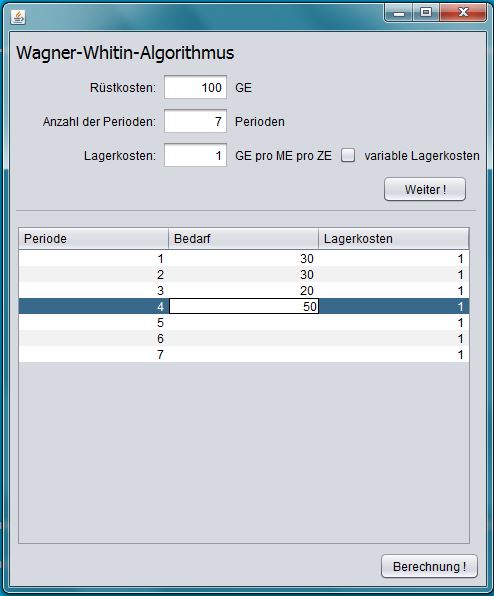 Wagner-Whitin-Algorithmus
Rüstkosten: 100 GE
Anzahl der Perioden: 7 Perioden
Lagerkosten: 1 GE pro ME pro ZE variable Lagerkosten
Weiter !
Periode Bedarf Lagerkosten
1 30 1
2 30 1
3 20 1
4 50 1
5 1
6 1
7 1
Berechnung !